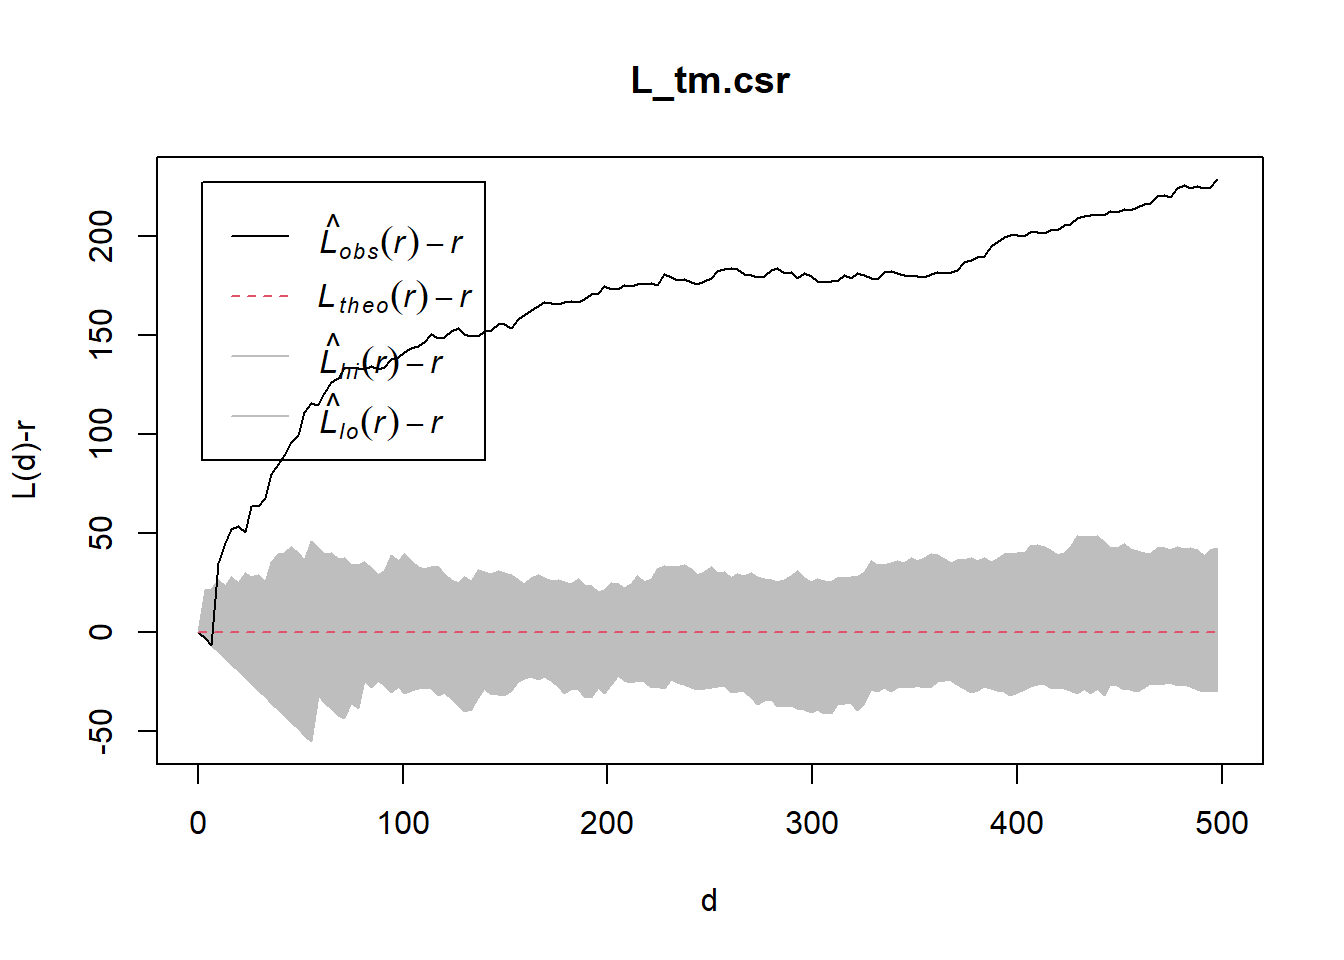 L_tm.csr
L(d)-r
200
150
100
50
0
-50
L̂obs(r) − r
Ltheo(r) − r
L̂hi(r) − r
L̂lo(r) − r
0 100 200 300 400 500
d